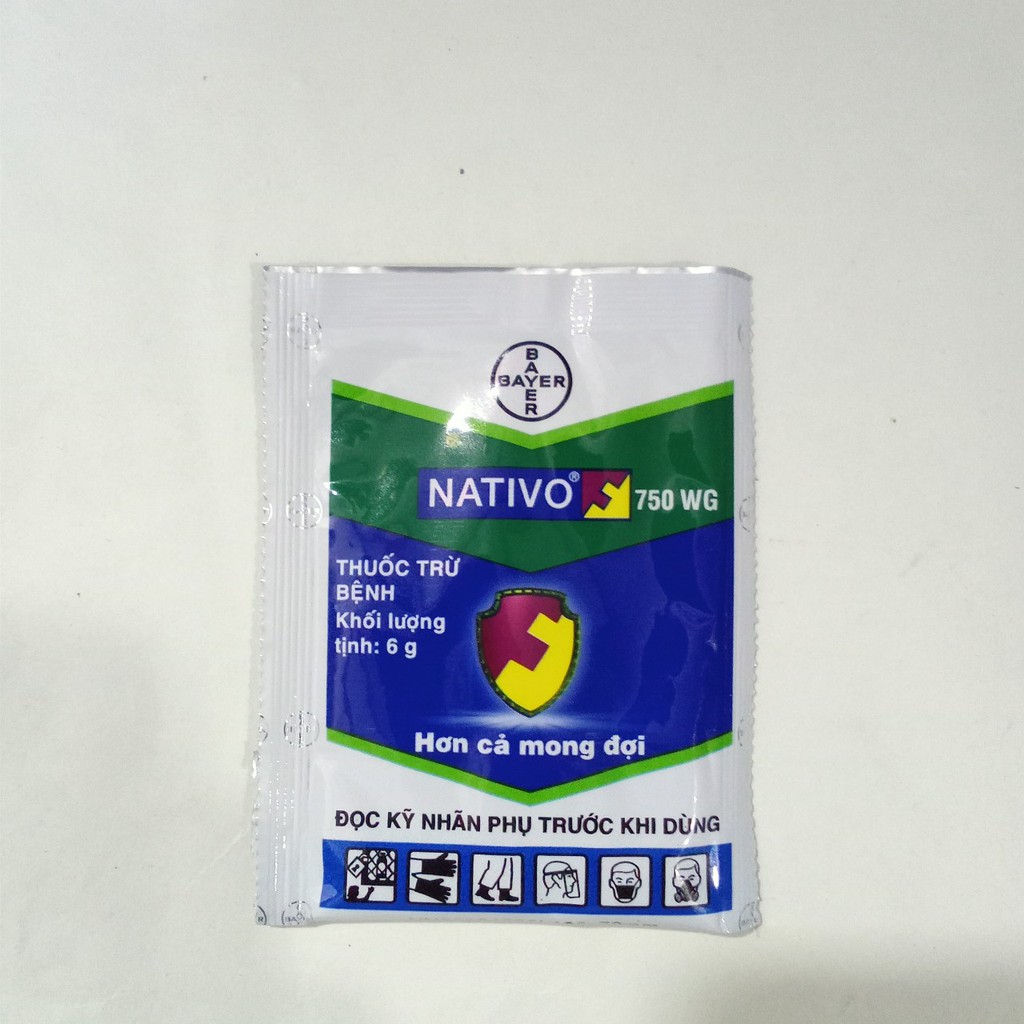 BAYER
BAYER
NATIVO® 750 WG
THUỐC TRỪ
BỆNH
Khối lượng
tịnh: 6 g
Hơn cả mong đợi
ĐỌC KỸ NHÃN PHỤ TRƯỚC KHI DÙNG